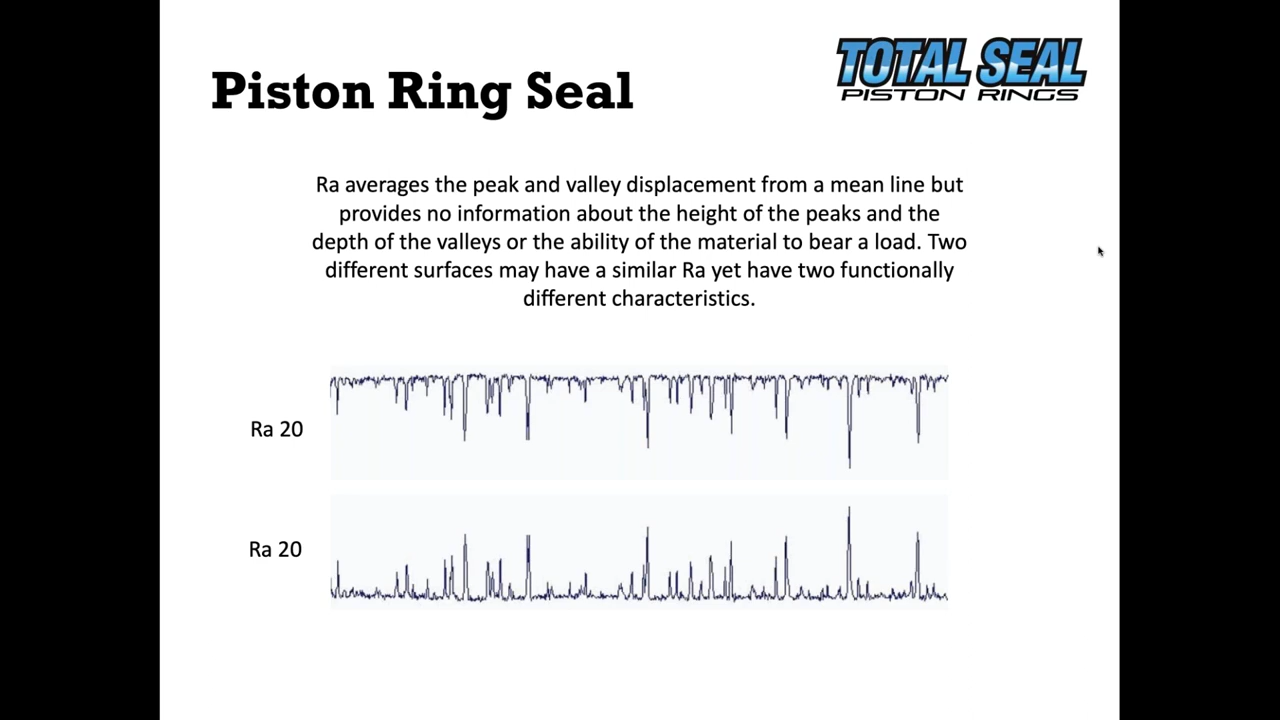 TOTAL SEAL
PISTON RINGS
Piston Ring Seal
Ra averages the peak and valley displacement from a mean line but
provides no information about the height of the peaks and the
depth of the valleys or the ability of the material to bear a load. Two
different surfaces may have a similar Ra yet have two functionally
different characteristics.
Ra 20
Ra 20